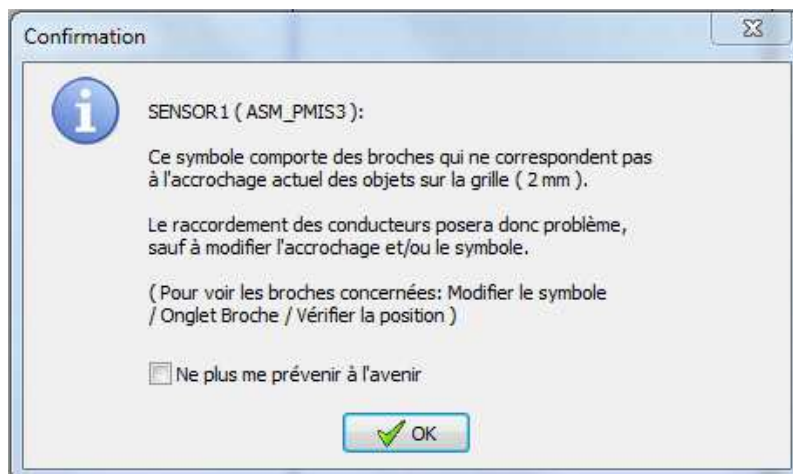 Confirmation
SENSOR1 ( ASM_PMIS3 ):
Ce symbole comporte des broches qui ne correspondent pas
à l'accrochage actuel des objets sur la grille ( 2 mm ).
Le raccordement des conducteurs posera donc problème,
sauf à modifier l'accrochage et/ou le symbole.
( Pour voir les broches concernées: Modifier le symbole
/ Onglet Broche / Vérifier la position )
Ne plus me prévenir à l'avenir
OK